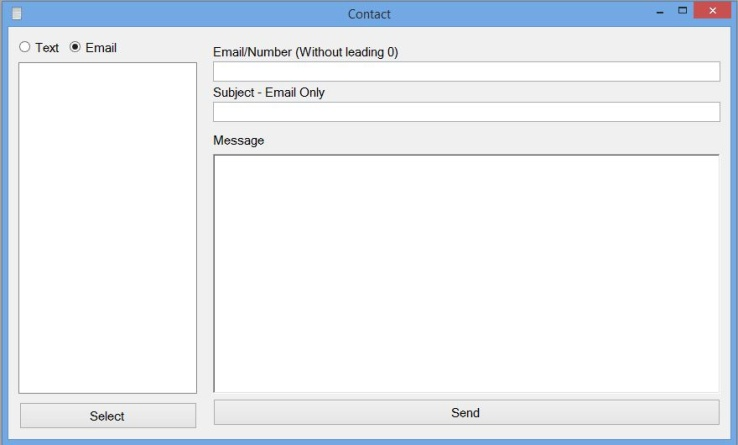 Contact
Text Email
Email/Number (Without leading 0)
Subject - Email Only
Message
Select
Send